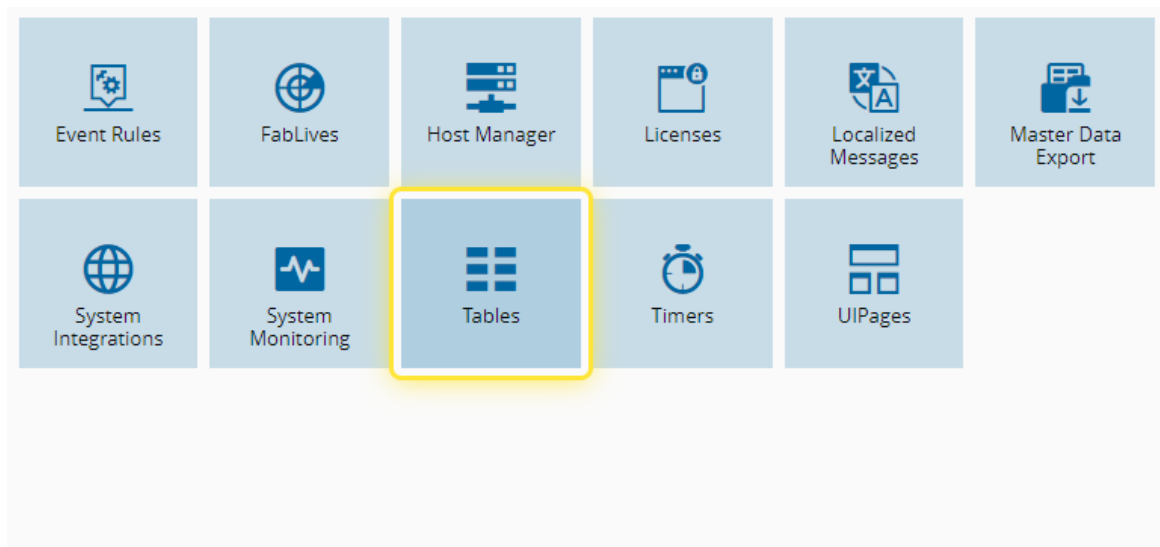 Event Rules
FabLives
Host Manager
Licenses
Localized
Messages
Master Data
Export
System
Integrations
System
Monitoring
Tables
Timers
UIPages